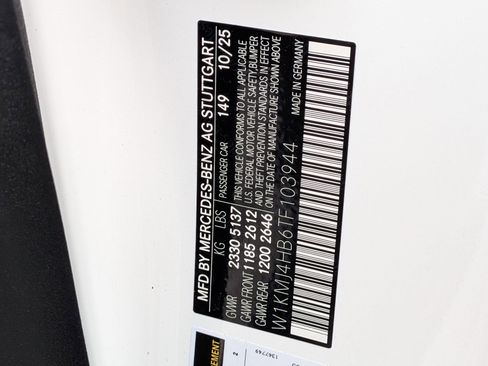 MFD BY MERCEDES-BENZ AG STUTTGART
KG LBS PASSENGER CAR 149 10/25
GVWR 2330 5137 THIS VEHICLE CONFORMS TO ALL APPLICABLE
GAWR FRONT 1185 2612 U.S. FEDERAL MOTOR VEHICLE SAFETY, BUMPER
GAWR REAR 1200 2646 AND THEFT PREVENTION STANDARDS IN EFFECT
ON THE DATE OF MANUFACTURE SHOWN ABOVE
W1KMJ4HB6TF103944
MADE IN GERMANY
2
1347749